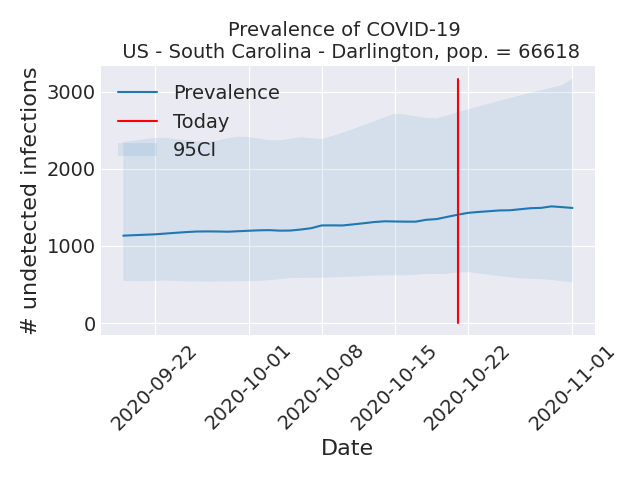 Prevalence of COVID-19
US - South Carolina - Darlington, pop. = 66618
# undetected infections
3000
2000
1000
0
Prevalence
Today
95CI
2020-09-22
2020-10-01
2020-10-08
2020-10-15
2020-10-22
2020-11-01
Date